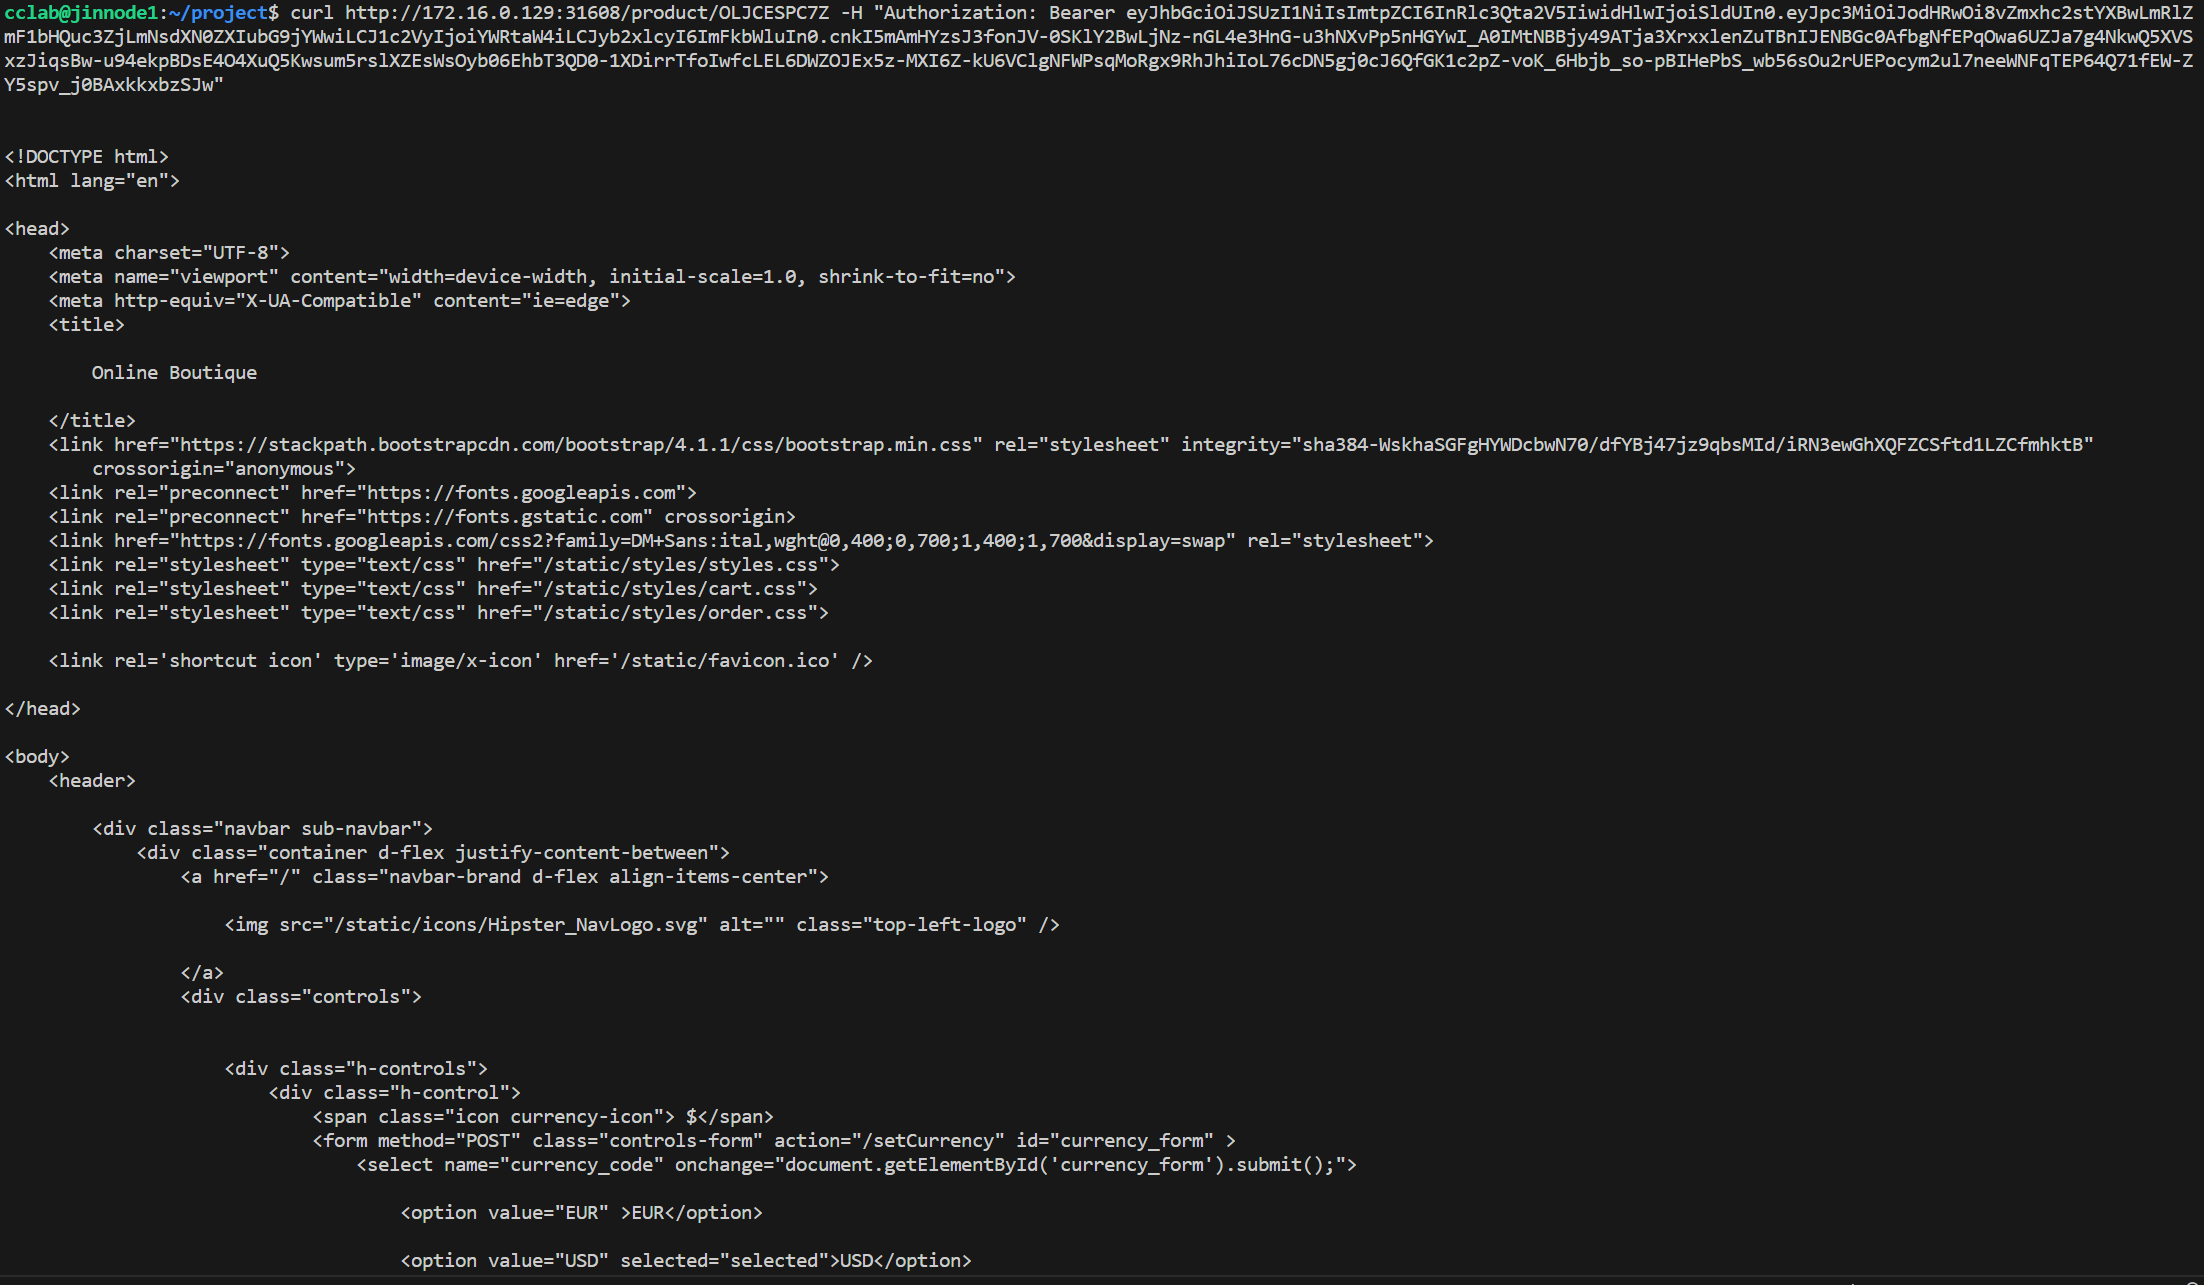 cclab@jinnode1:~/project$ curl http://172.16.0.129:31608/product/OLJCESPC7Z -H "Authorization: Bearer eyJhbGciOiJSUzI1NiIsImtpZCI6InRlc3Qta2V5IiwidHlwIjoiSldUIn0.eyJpc3MiOiJodHRwOi8vZmxhc2stYXBwLmRlZ
mF1bHQuc3ZjLmNsdXN0ZXIubG9jYWwiLCJ1c2VyIjoiYWRtaW4iLCJyb2xlcyI6ImFkbWluIn0.cnkI5mAmHYzsJ3fonJV-0SKlY2BwLjNz-nGL4e3HnG-u3hNXvPp5nHGYwI_A0IMtNBBjy49ATja3XrxxlenZuTBnIJENBGc0AfbgNfEPqOwa6UZJa7g4NkwQ5XVS
xzJiqsBw-u94ekpBDsE4O4XuQ5Kwsum5rslXZEsWsOyb06EhbT3QD0-1XDirrTfoIwfcLEL6DWZOJEx5z-MXI6Z-kU6VClgNFWPsqMoRgx9RhJhiIoL76cDN5gj0cJ6QfGK1c2pZ-voK_6Hbjb_so-pBIHePbS_wb56sOu2rUEPocym2ul7neeWNFqTEP64Q71fEW-Z
Y5spv_j0BAxkkxbzSJw"
<!DOCTYPE html>
<html lang="en">
<head>
<meta charset="UTF-8">
<meta name="viewport" content="width=device-width, initial-scale=1.0, shrink-to-fit=no">
<meta http-equiv="X-UA-Compatible" content="ie=edge">
<title>
Online Boutique
</title>
<link href="https://stackpath.bootstrapcdn.com/bootstrap/4.1.1/css/bootstrap.min.css" rel="stylesheet" integrity="sha384-WskhaSGFgHYWDcbwN70/dfYBj47jz9qbsMId/iRN3ewGhXQFZCSftd1LZCfmhktB"
crossorigin="anonymous">
<link rel="preconnect" href="https://fonts.googleapis.com">
<link rel="preconnect" href="https://fonts.gstatic.com" crossorigin>
<link href="https://fonts.googleapis.com/css2?family=DM+Sans:ital,wght@0,400;0,700;1,400;1,700&display=swap" rel="stylesheet">
<link rel="stylesheet" type="text/css" href="/static/styles/styles.css">
<link rel="stylesheet" type="text/css" href="/static/styles/cart.css">
<link rel="stylesheet" type="text/css" href="/static/styles/order.css">
<link rel='shortcut icon' type='image/x-icon' href='/static/favicon.ico' />
</head>
<body>
<header>
<div class="navbar sub-navbar">
<div class="container d-flex justify-content-between">
<a href="/" class="navbar-brand d-flex align-items-center">
<img src="/static/icons/Hipster_NavLogo.svg" alt="" class="top-left-logo" />
</a>
<div class="controls">
<div class="h-controls">
<div class="h-control">
<span class="icon currency-icon"> $</span>
<form method="POST" class="controls-form" action="/setCurrency" id="currency_form" >
<select name="currency_code" onchange="document.getElementById('currency_form').submit();">
<option value="EUR" >EUR</option>
<option value="USD" selected="selected">USD</option>